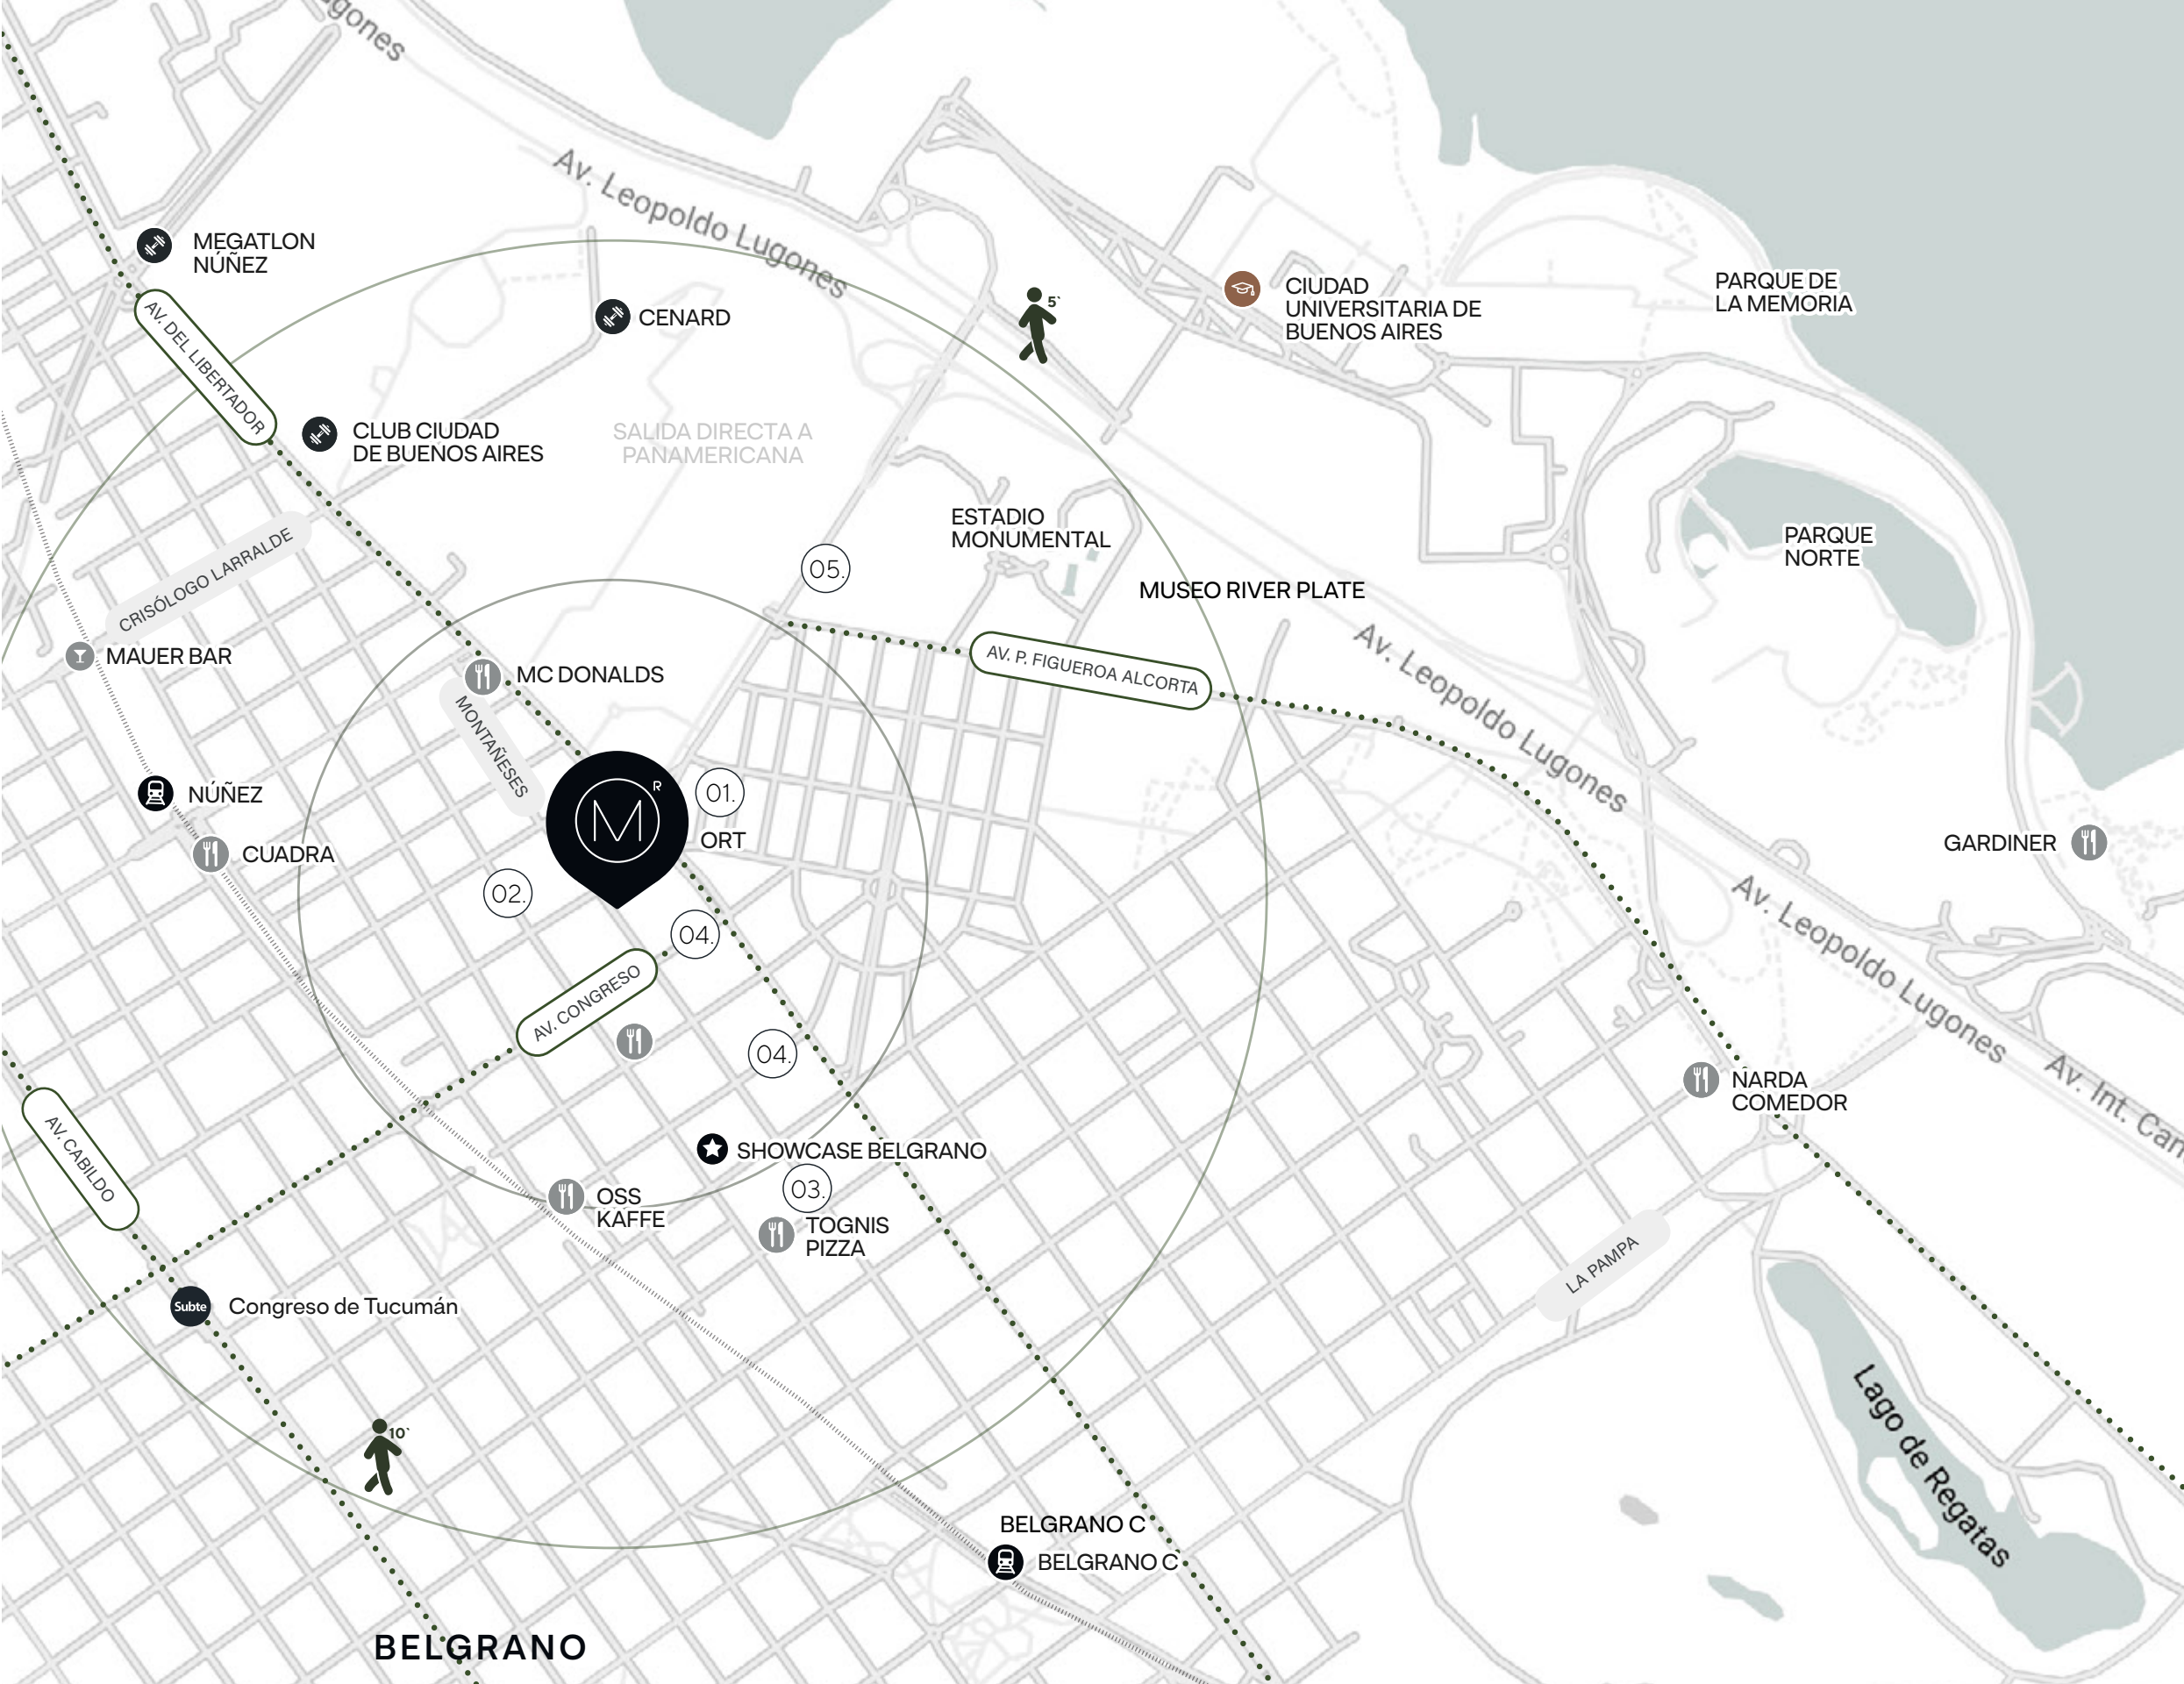 gones
Av. Leopoldo Lugones
MEGATLON
NÚÑEZ
AV. DEL LIBERTADOR
CENARD
5`
CIUDAD
UNIVERSITARIA DE
BUENOS AIRES
PARQUE DE
LA MEMORIA
CLUB CIUDAD
DE BUENOS AIRES
SALIDA DIRECTA A
PANAMERICANA
ESTADIO
MONUMENTAL
PARQUE
NORTE
CRISÓLOGO LARRALDE
05.
MUSEO RIVER PLATE
MAUER BAR
MC DONALDS
AV. P. FIGUEROA ALCORTA
Av. Leopoldo Lugones
MONTAÑESES
NÚÑEZ
M R
01.
ORT
CUADRA
GARDINER
02.
04.
Av. Leopoldo Lugones
AV. CONGRESO
04.
NARDA
COMEDOR
Av. Int. Can
AV. CABILDO
SHOWCASE BELGRANO
03.
OSS
KAFFE
TOGNIS
PIZZA
LA PAMPA
Subte
Congreso de Tucumán
10`
Lago de Regatas
BELGRANO C
BELGRANO C
BELGRANO